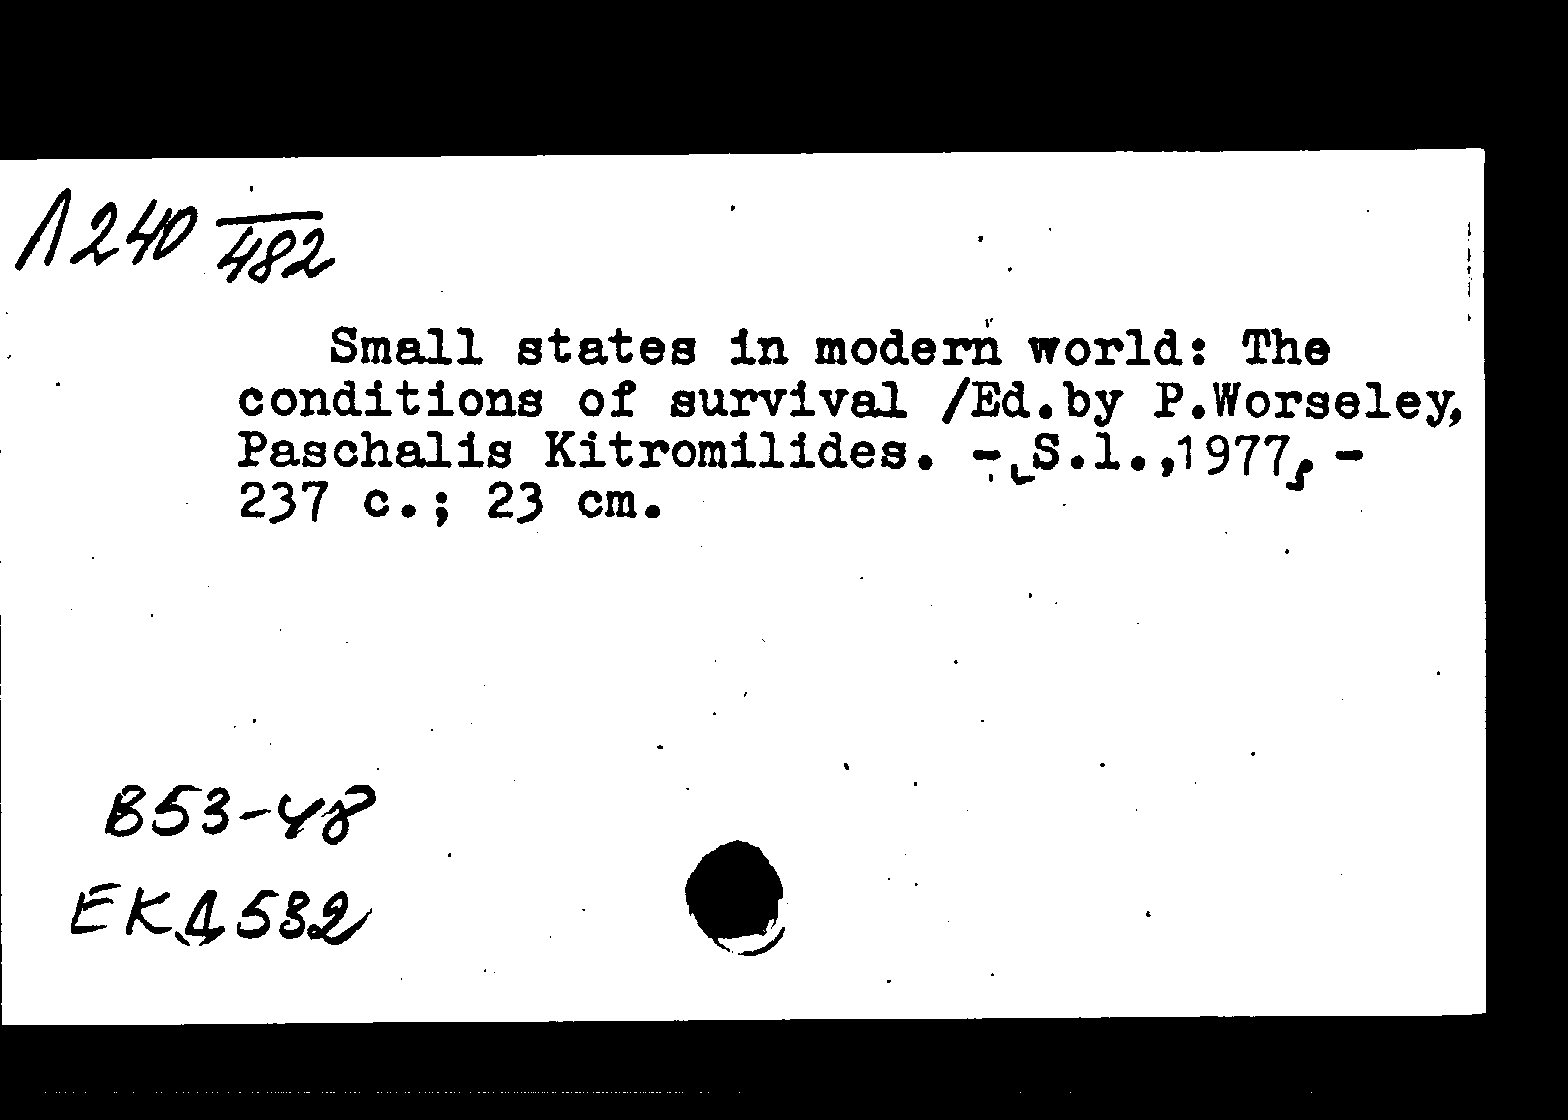 Л240 /482
Small states in modern world: The
conditions of survival /Ed.by P.Worseley,
Paschalis Kitromilides. - [S.l.,1977]. -
237 c.; 23 cm.
В53-48
ЕКД532